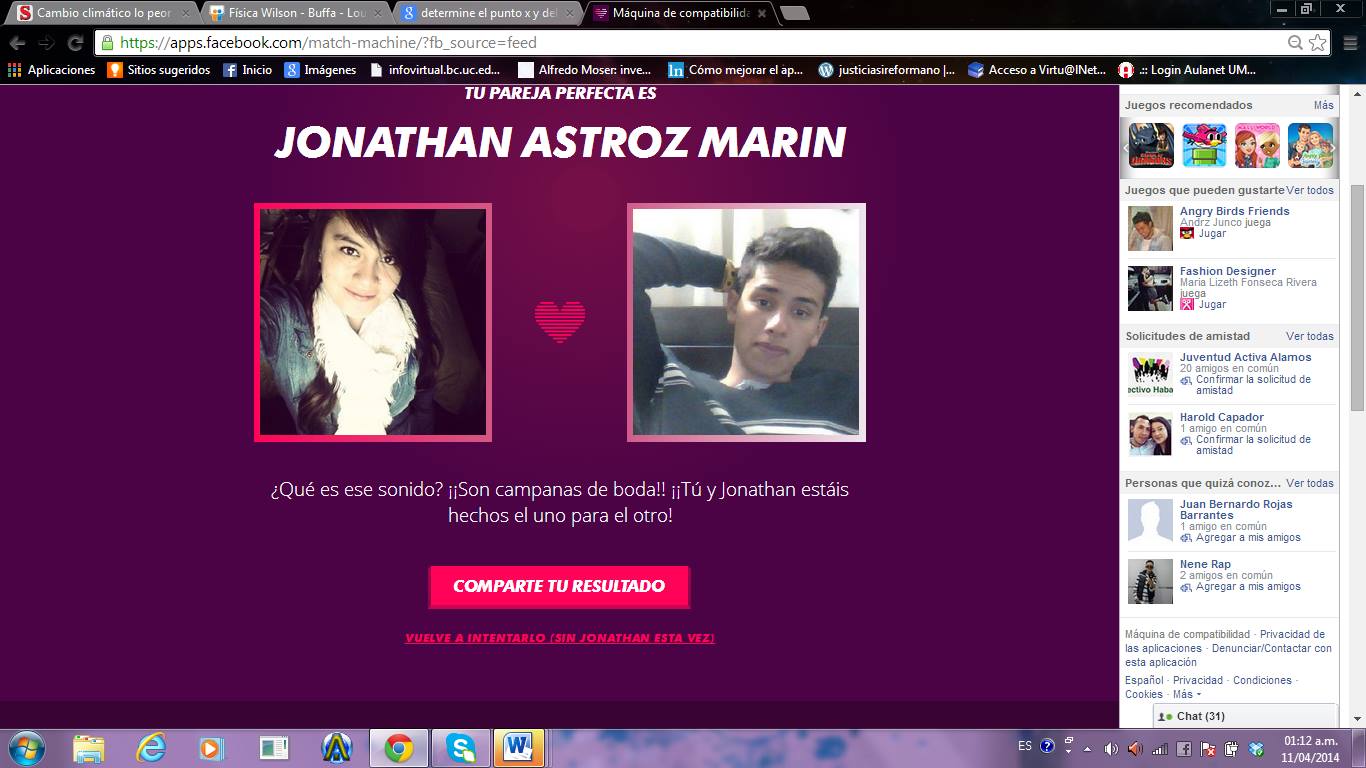 Cambio climático lo peor
Física Wilson - Buffa - Lou
determine el punto x y del
Máquina de compatibilida
https://apps.facebook.com/match-machine/?fb_source=feed
Aplicaciones
Sitios sugeridos
Inicio
Imágenes
infovirtual.bc.uc.ed...
Alfredo Moser: inve...
Cómo mejorar el ap...
justiciasireformano |...
Acceso a Virtu@lNet...
.:: Login Aulanet UM...
TU PAREJA PERFECTA ES
JONATHAN ASTROZ MARIN
¿Qué es ese sonido? ¡¡Son campanas de boda!! ¡¡Tú y Jonathan estáis
hechos el uno para el otro!
COMPARTE TU RESULTADO
VUELVE A INTENTARLO (SIN JONATHAN ESTA VEZ)
Juegos recomendados Más
Juegos que pueden gustarte Ver todos
Angry Birds Friends
Andrz Junco juega
Jugar
Fashion Designer
Maria Lizeth Fonseca Rivera
juega
Jugar
Solicitudes de amistad Ver todas
Juventud Activa Alamos
20 amigos en común
Confirmar la solicitud de
amistad
ectivo Haba
Harold Capador
1 amigo en común
Confirmar la solicitud de
amistad
Personas que quizá conoz... Ver todas
Juan Bernardo Rojas
Barrantes
1 amigo en común
Agregar a mis amigos
Nene Rap
2 amigos en común
Agregar a mis amigos
Máquina de compatibilidad · Privacidad de
las aplicaciones · Denunciar/Contactar con
esta aplicación
Español · Privacidad · Condiciones ·
Cookies · Más
Chat (31)
ES
01:12 a.m.
11/04/2014